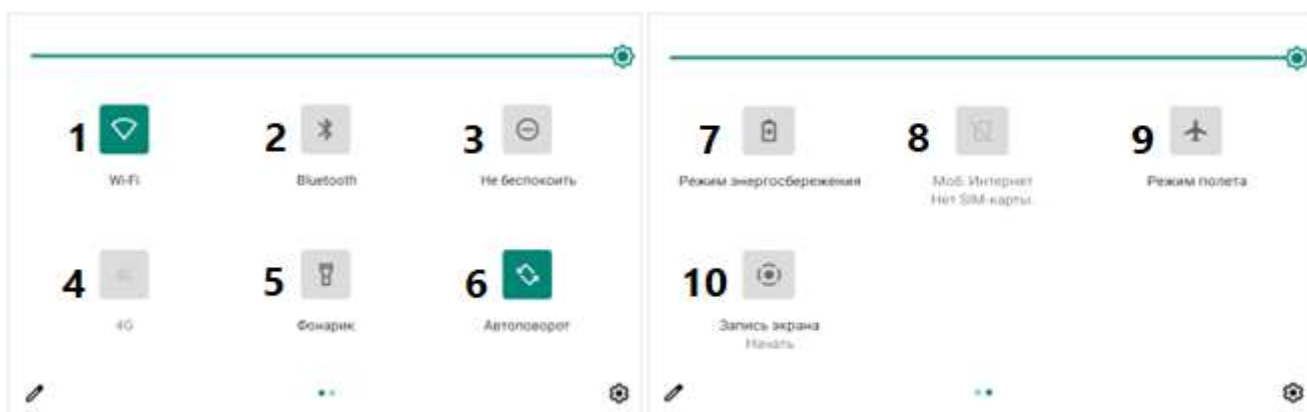 1
Wi-Fi
2
Bluetooth
3
Не беспокоить
4
4G
5
Фонарик
6
Автоповорот
7
Режим энергосбережения
8
Моб. Интернет
Нет SIM-карты.
9
Режим полета
10
Запись экрана
Начать